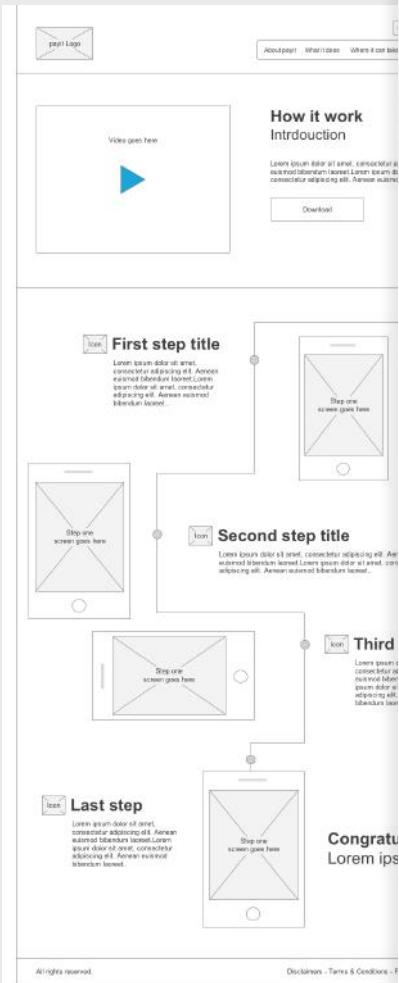 payit Logo
About payit What it does Where it can take
Video goes here
How it work
Intrdouction
Lorem ipsum dolor sit amet, consectetur
euismod bibendum laoreet.Lorem ipsum
consectetur adipiscing elit. Aenean
Download
Icon
First step title
Lorem ipsum dolor sit amet,
consectetur adipiscing elit. Aenean
euismod bibendum laoreet.Lorem
ipsum dolor sit amet, consectetur
adipiscing elit. Aenean euismod
bibendum laoreet...
Step one
screen goes here
Step one
screen goes here
Icon
Second step title
Lorem ipsum dolor sit amet, consectetur adipiscing elit.
euismod bibendum laoreet.Lorem ipsum dolor sit amet,
adipiscing elit. Aenean euismod bibendum laoreet...
Step one
screen goes here
Icon
Third
Lorem ipsum
consectetur
euismod
ipsum dolor
adipiscing elit.
bibendum
Icon
Last step
Lorem ipsum dolor sit amet,
consectetur adipiscing elit. Aenean
euismod bibendum laoreet.Lorem
ipsum dolor sit amet, consectetur
adipiscing elit. Aenean euismod
bibendum laoreet.
Step one
screen goes here
Congratu
Lorem ips
All rights reserved.
Disclaimers - Terms & Conditions -